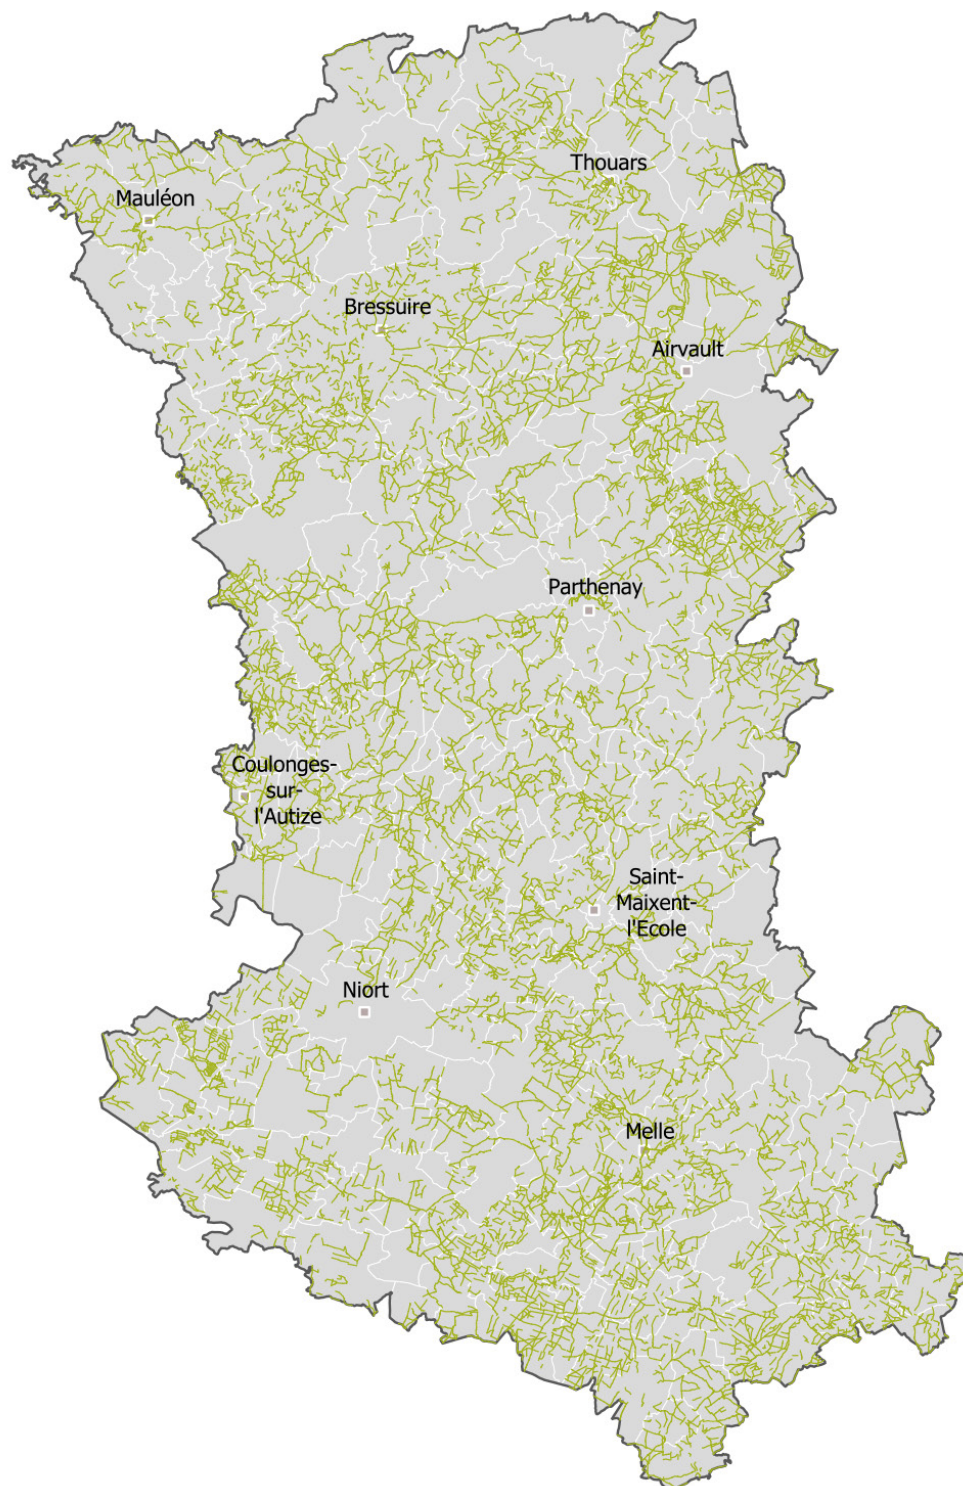 Thouars
Mauléon
Bressuire
Airvault
Parthenay
Coulonges-
sur-
l'Autize
Saint-
Maixent-
l'Ecole
Niort
Melle